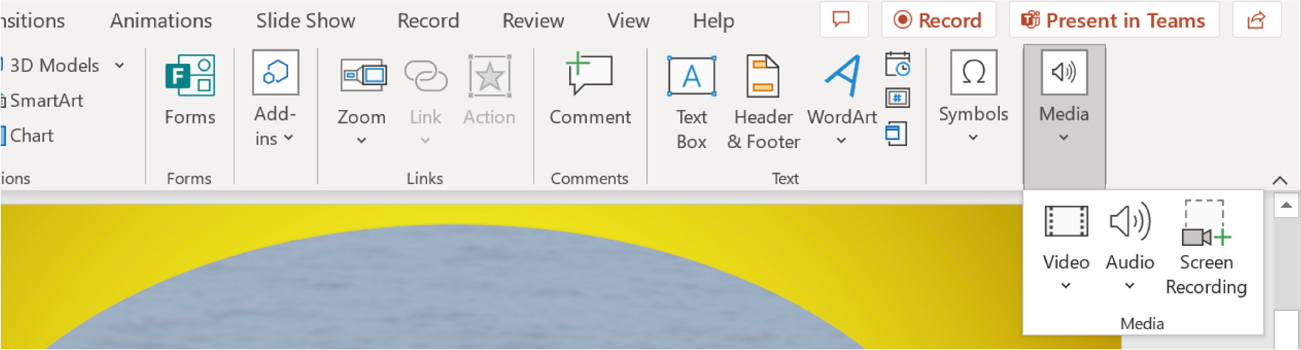 nsitions Animations Slide Show Record Review View Help Record Present in Teams
3D Models
SmartArt
Chart
ions
Forms
Forms
Add-
ins
Zoom
Link
Action
Links
Comment
Comments
Text
Box
Header
& Footer
WordArt
Text
Symbols
Media
Video
Audio
Screen
Recording
Media